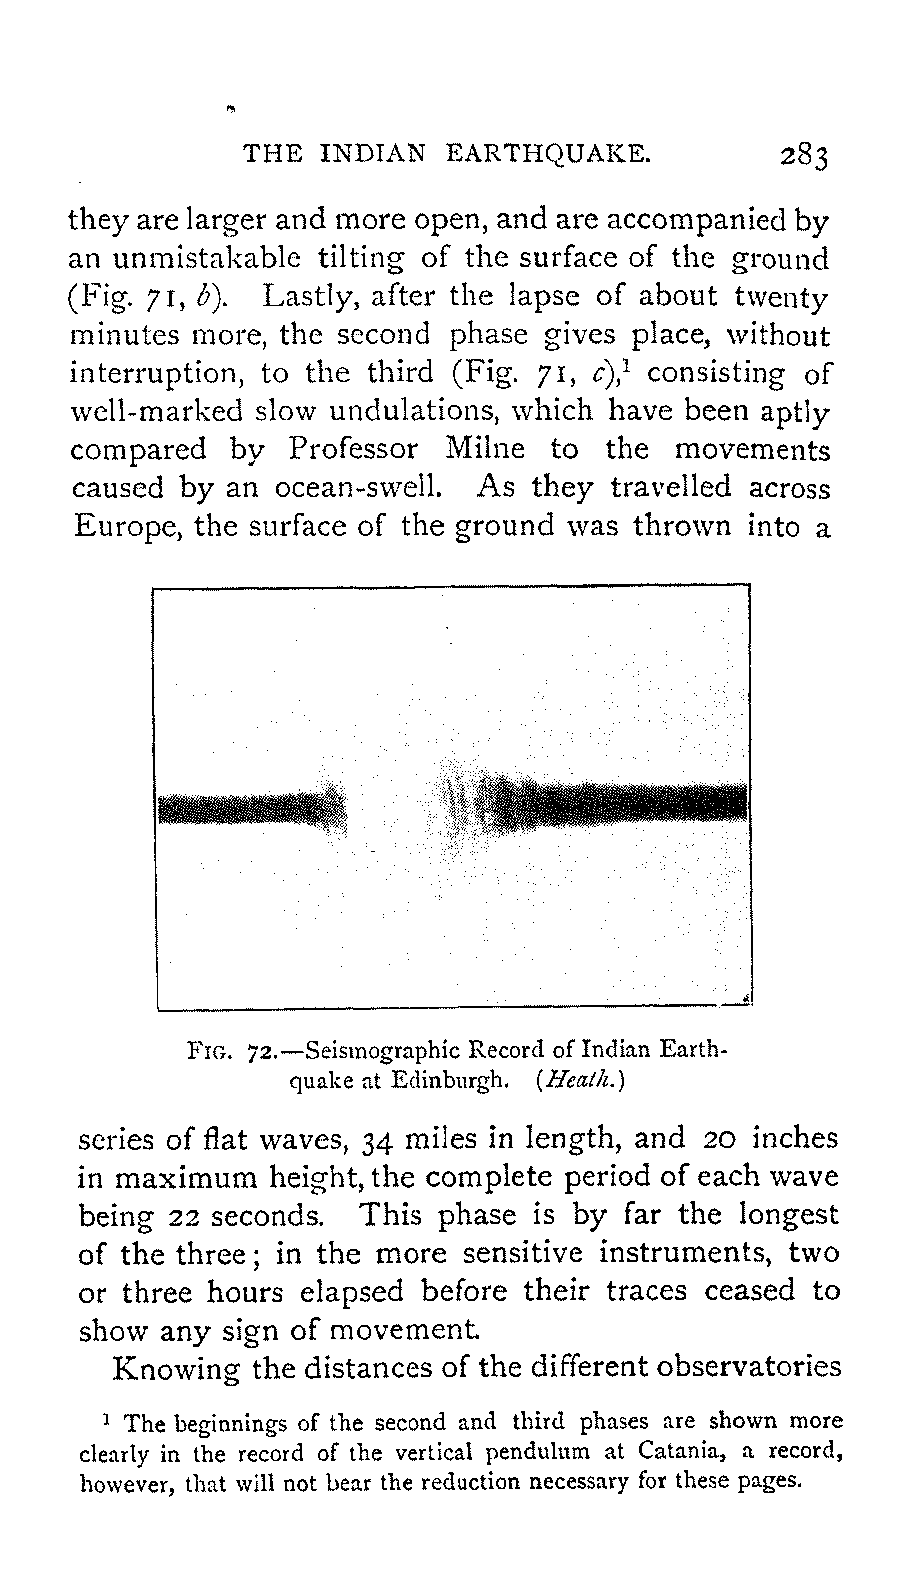 THE INDIAN EARTHQUAKE. 283
they are larger and more open, and are accompanied by
an unmistakable tilting of the surface of the ground
(Fig. 71, b). Lastly, after the lapse of about twenty
minutes more, the second phase gives place, without
interruption, to the third (Fig. 71, c),¹ consisting of
well-marked slow undulations, which have been aptly
compared by Professor Milne to the movements
caused by an ocean-swell. As they travelled across
Europe, the surface of the ground was thrown into a
FIG. 72.—Seismographic Record of Indian Earth-
quake at Edinburgh. (Heath.)
series of flat waves, 34 miles in length, and 20 inches
in maximum height, the complete period of each wave
being 22 seconds. This phase is by far the longest
of the three; in the more sensitive instruments, two
or three hours elapsed before their traces ceased to
show any sign of movement.
Knowing the distances of the different observatories
¹ The beginnings of the second and third phases are shown more
clearly in the record of the vertical pendulum at Catania, a record,
however, that will not bear the reduction necessary for these pages.